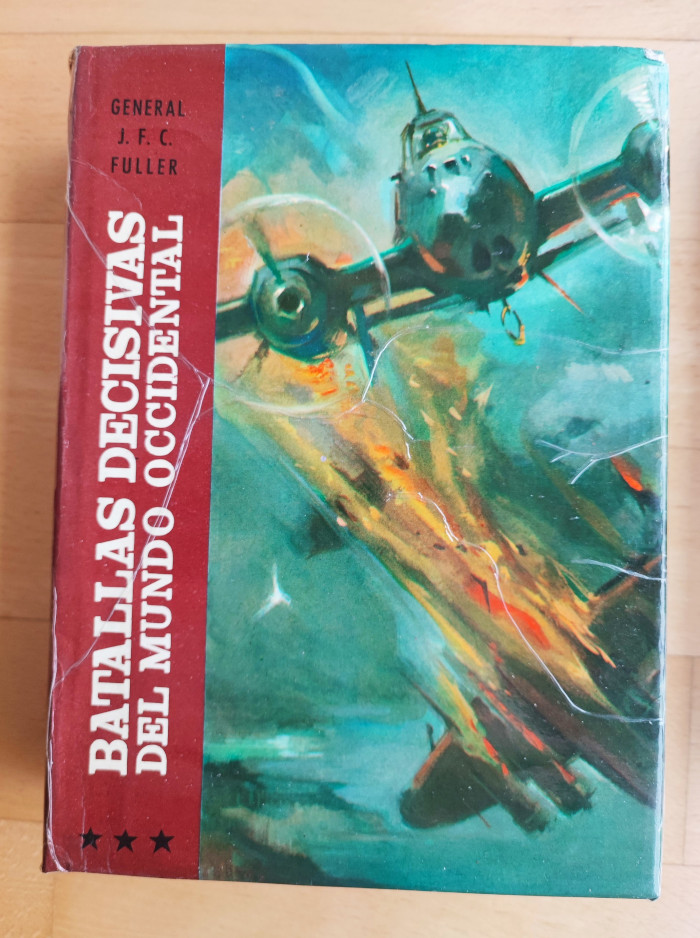 GENERAL
J. F. C.
FULLER
BATALLAS DECISIVAS
DEL MUNDO OCCIDENTAL